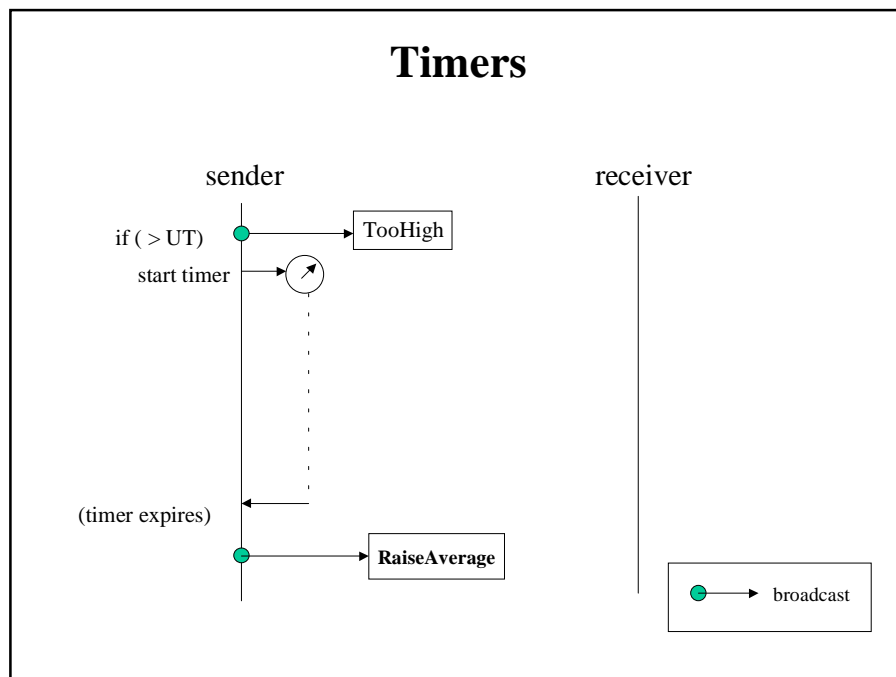 Timers
sender
receiver
if ( > UT)
TooHigh
start timer
(timer expires)
RaiseAverage
broadcast